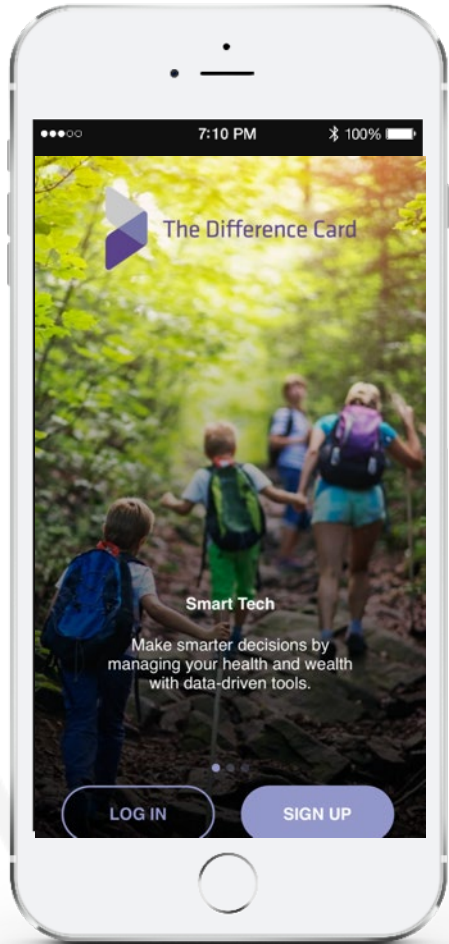 7:10 PM
100%
The Difference Card
Smart Tech
Make smarter decisions by
managing your health and wealth
with data-driven tools.
LOG IN
SIGN UP